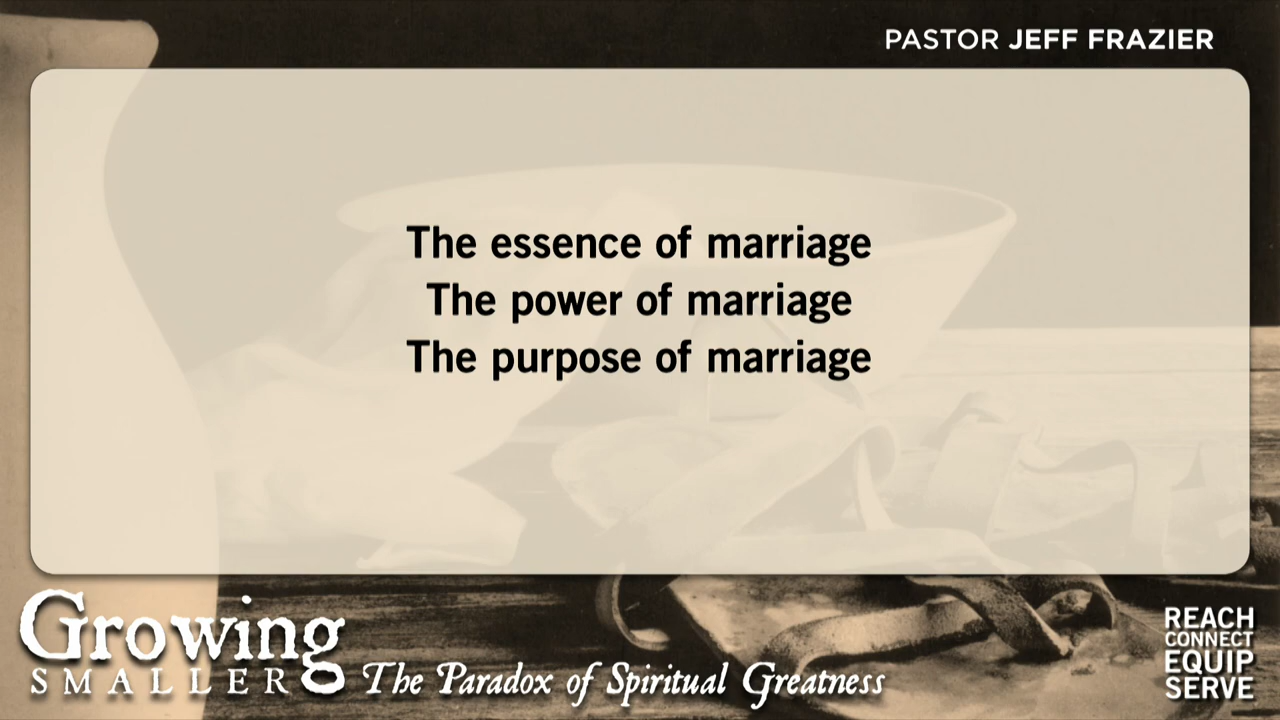 PASTOR JEFF FRAZIER
The essence of marriage
The power of marriage
The purpose of marriage
Growing
SMALLER
The Paradox of Spiritual Greatness
REACH
CONNECT
EQUIP
SERVE